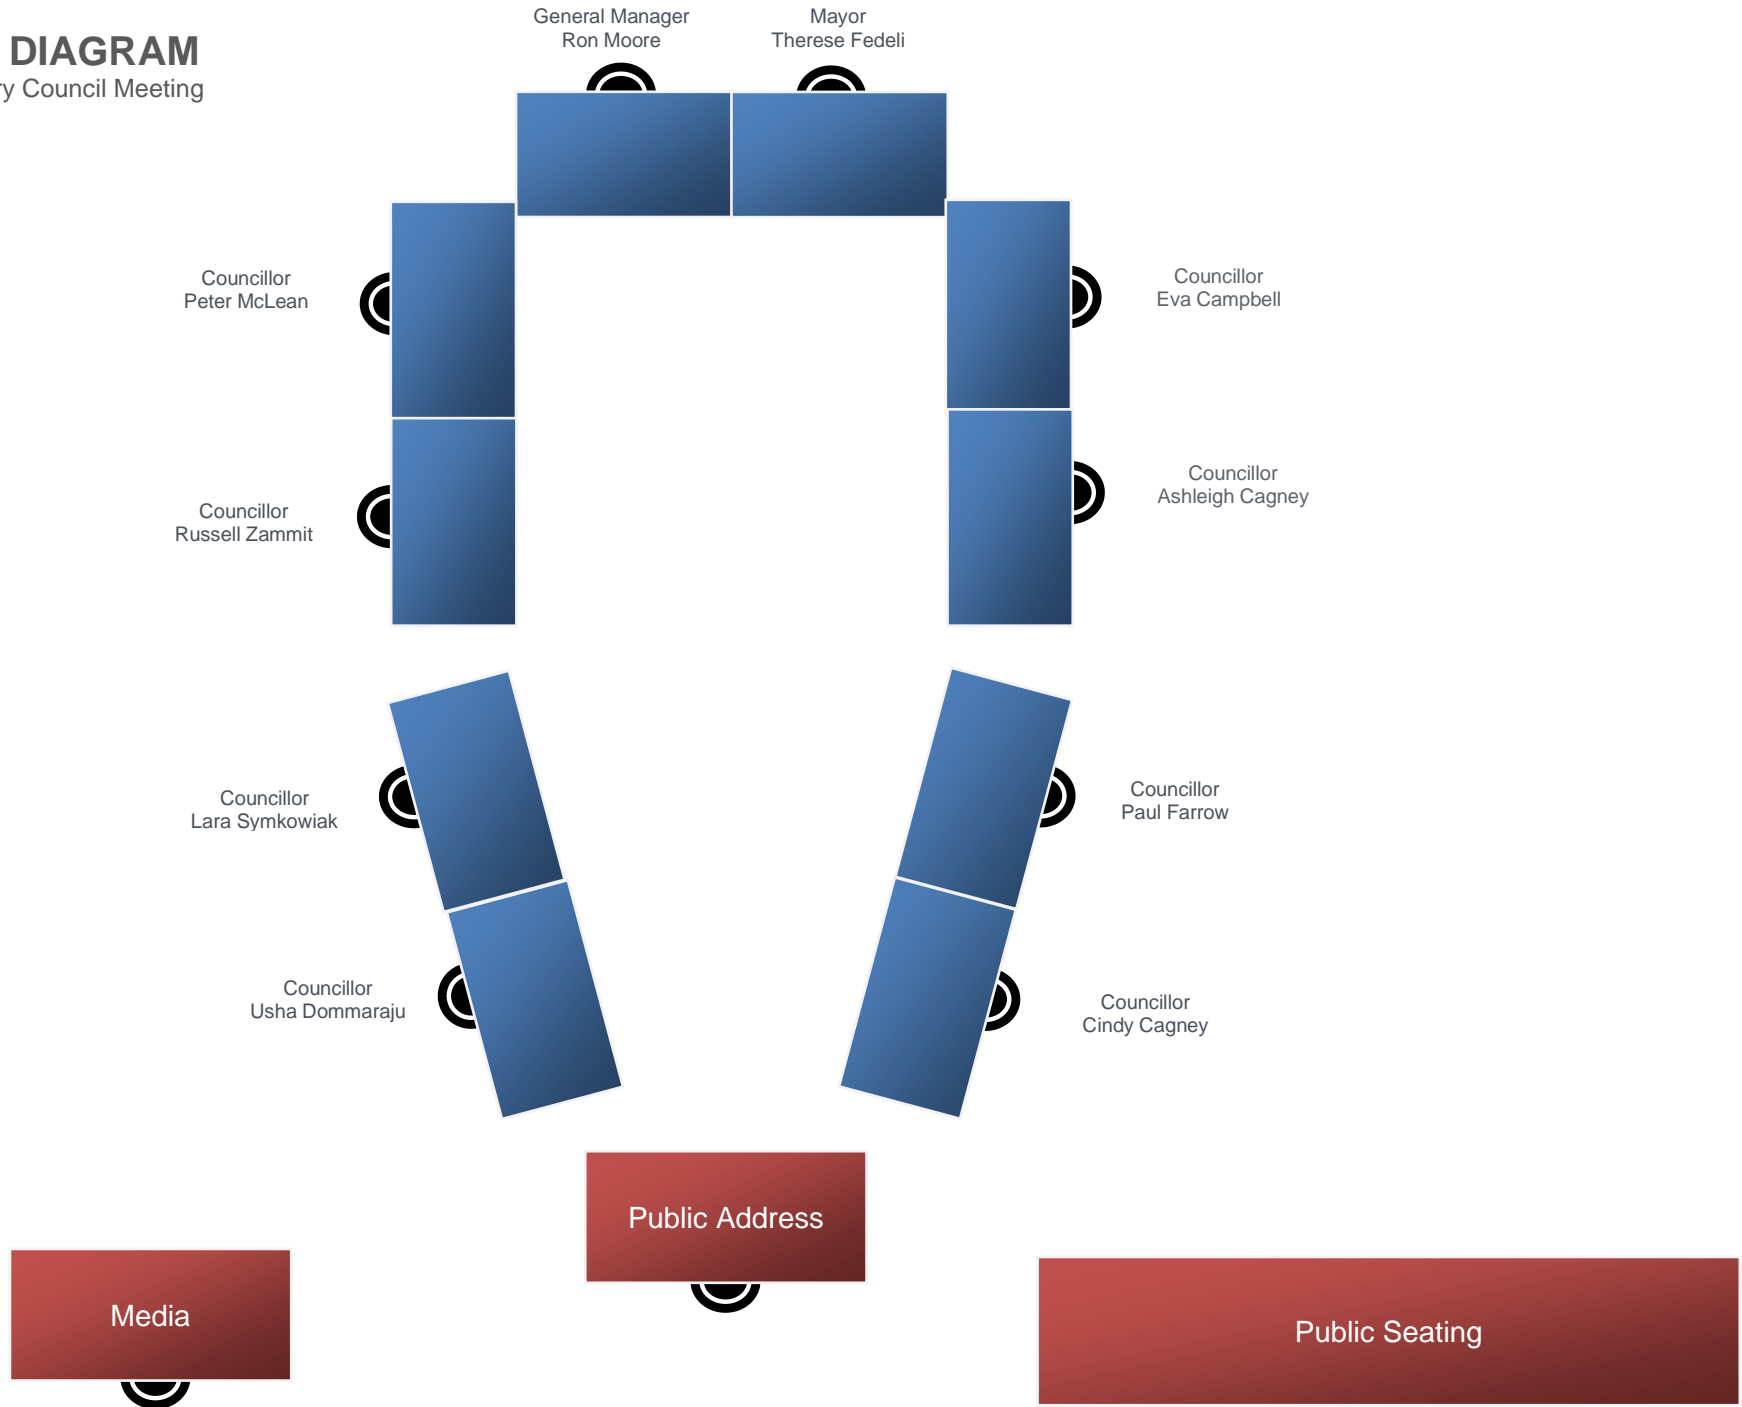 DIAGRAM
Council Meeting
General Manager
Ron Moore
Mayor
Therese Fedeli
Councillor
Peter McLean
Councillor
Eva Campbell
Councillor
Russell Zammit
Councillor
Ashleigh Cagney
Councillor
Lara Symkowiak
Councillor
Paul Farrow
Councillor
Usha Dommaraju
Councillor
Cindy Cagney
Public Address
Media
Public Seating